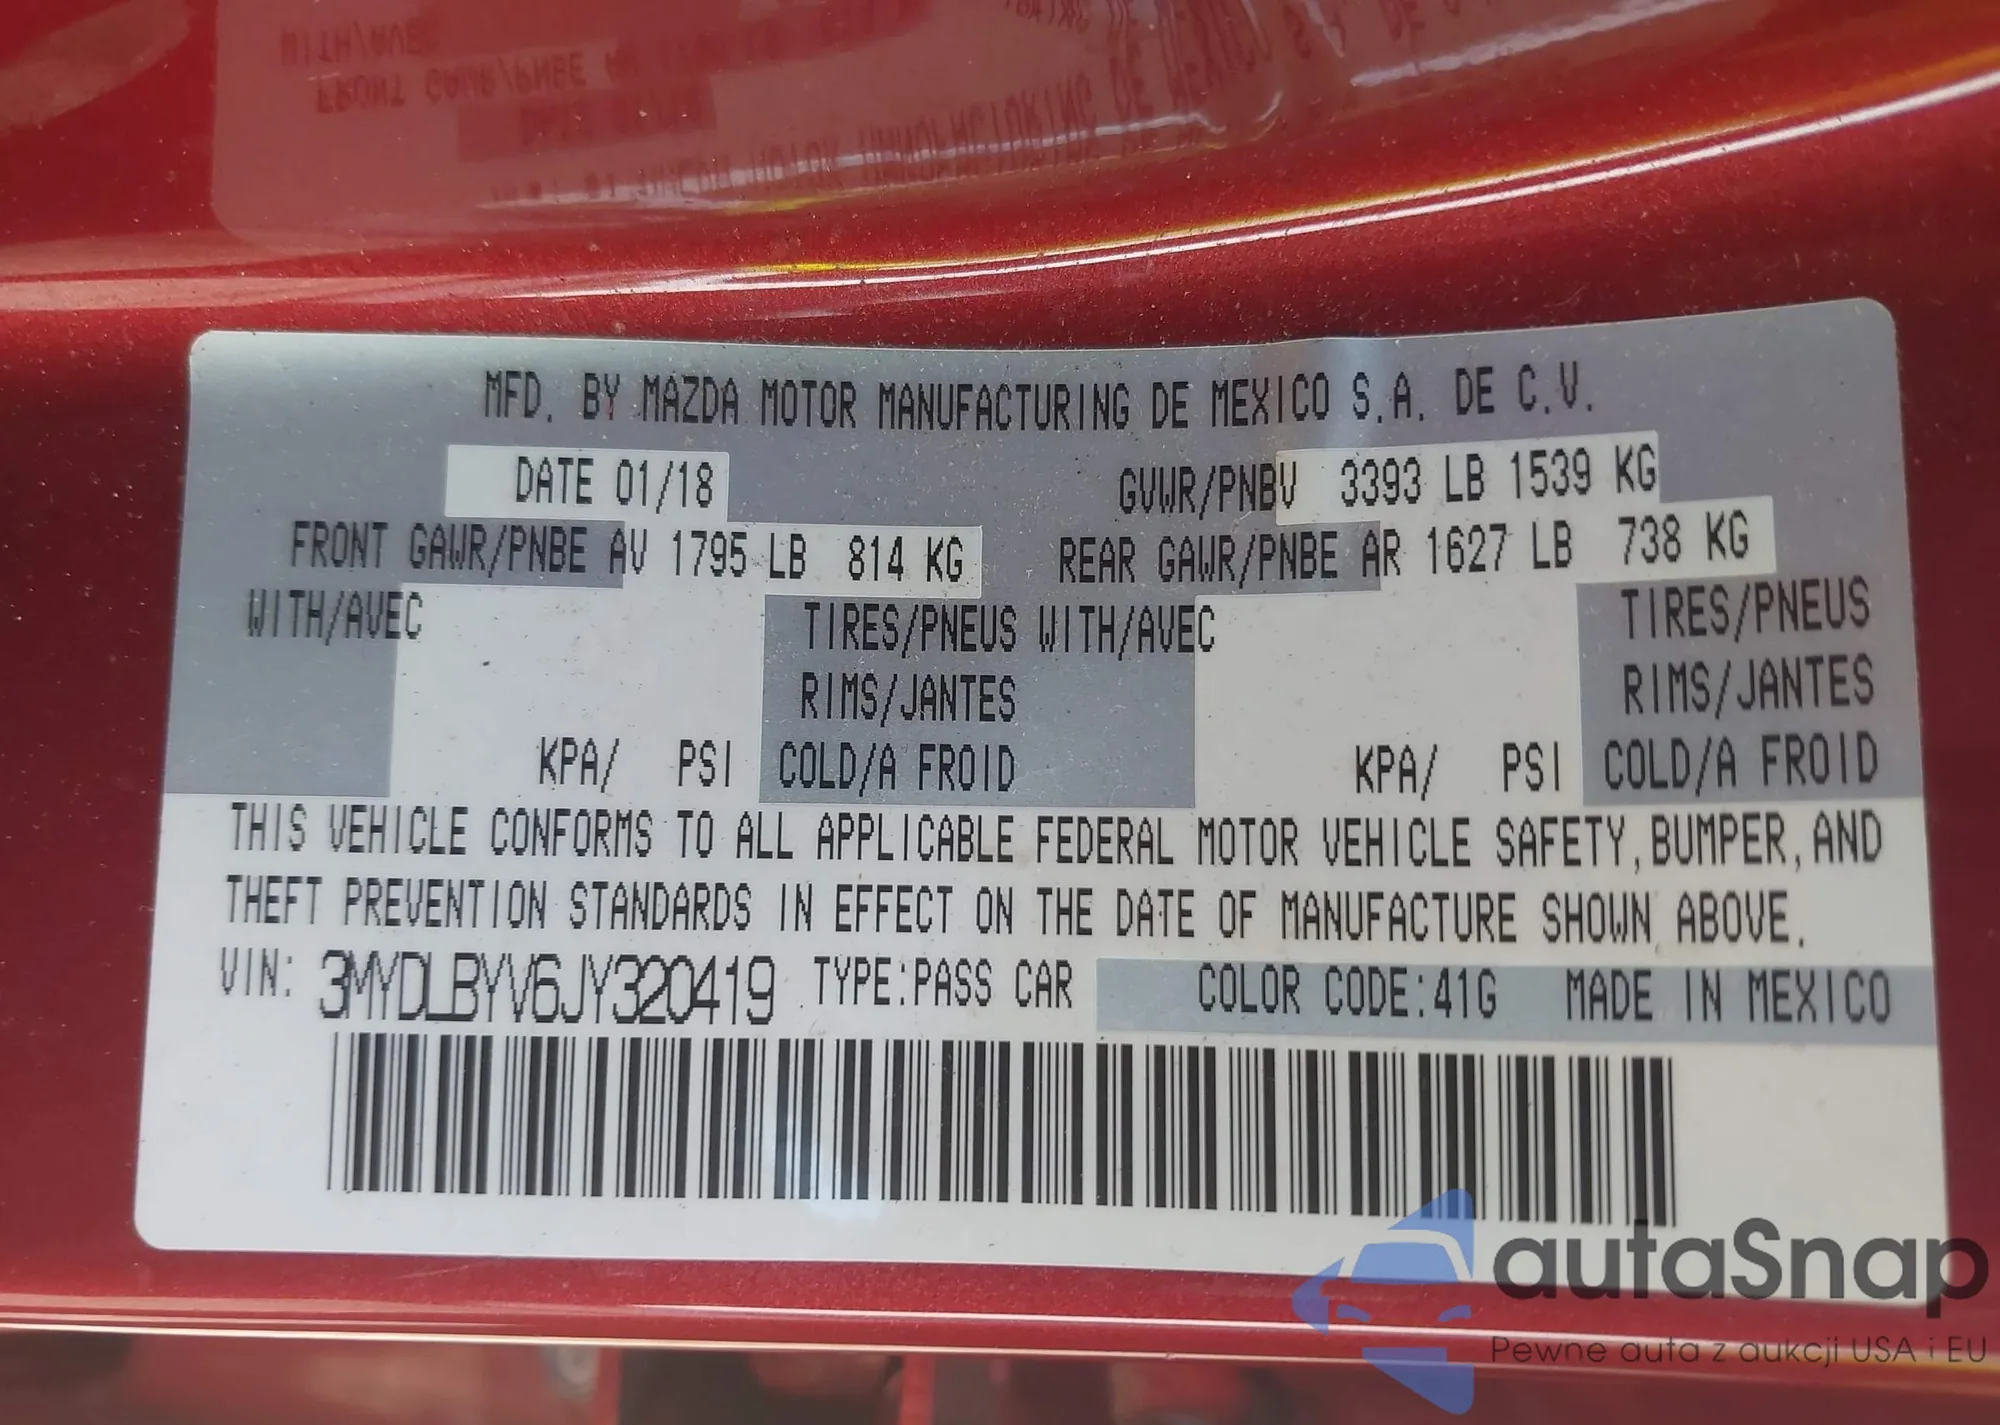 MFD. BY MAZDA MOTOR MANUFACTURING DE MEXICO S.A. DE C.V.
DATE 01/18 GVWR/PNBV 3393 LB 1539 KG
FRONT GAWR/PNBE AV 1795 LB 814 KG REAR GAWR/PNBE AR 1627 LB 738 KG
WITH/AVEC TIRES/PNEUS WITH/AVEC TIRES/PNEUS
RIMS/JANTES RIMS/JANTES
KPA/ PSI COLD/A FROID KPA/ PSI COLD/A FROID
THIS VEHICLE CONFORMS TO ALL APPLICABLE FEDERAL MOTOR VEHICLE SAFETY, BUMPER, AND
THEFT PREVENTION STANDARDS IN EFFECT ON THE DATE OF MANUFACTURE SHOWN ABOVE.
VIN: 3MYDLBYV6JY320419 TYPE:PASS CAR COLOR CODE:41G MADE IN MEXICO
autaSnap
Pewne auta z aukcji USA i EU